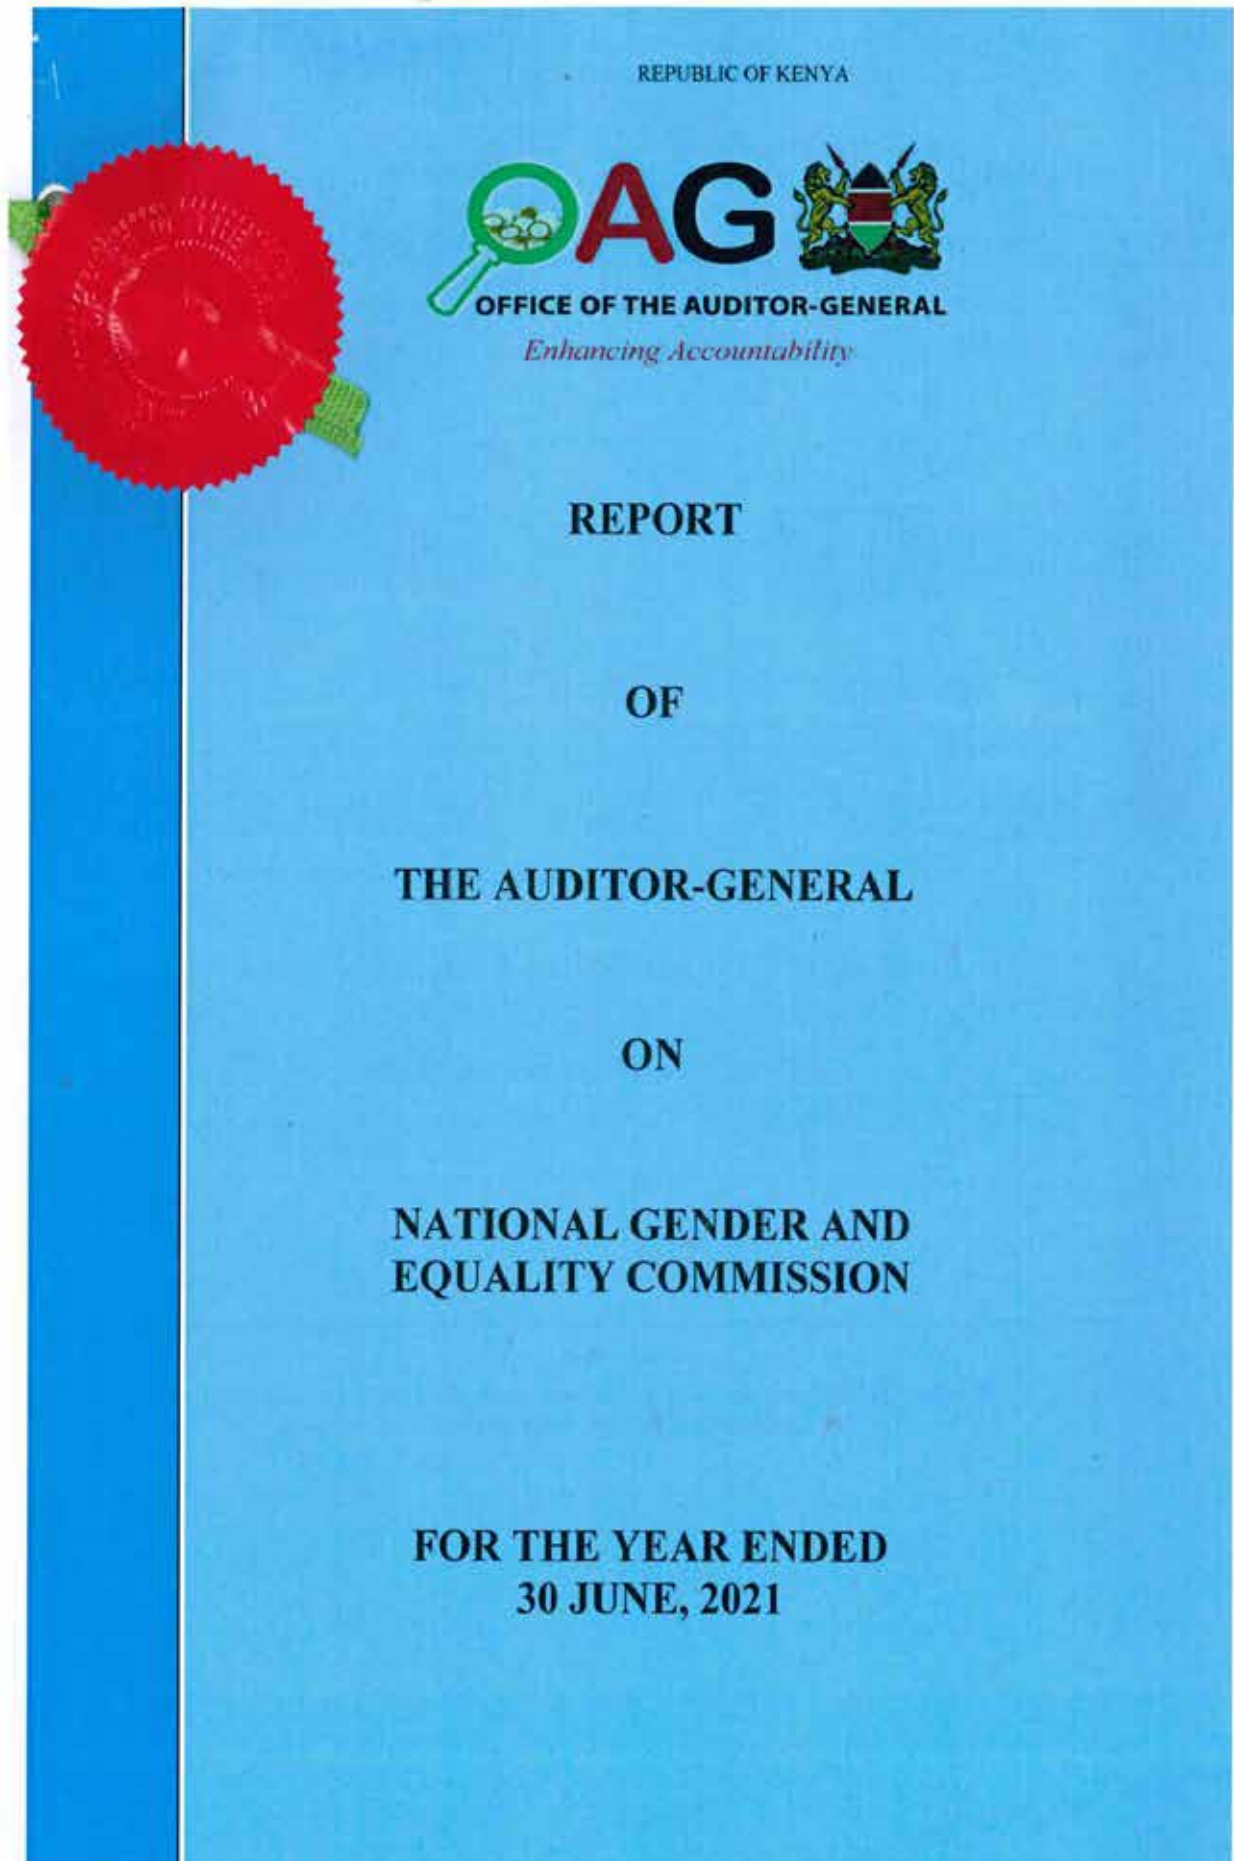 REPUBLIC OF KENYA
OAG
OFFICE OF THE AUDITOR-GENERAL
Enhancing Accountability
REPORT
OF
THE AUDITOR-GENERAL
ON
NATIONAL GENDER AND
EQUALITY COMMISSION
FOR THE YEAR ENDED
30 JUNE, 2021